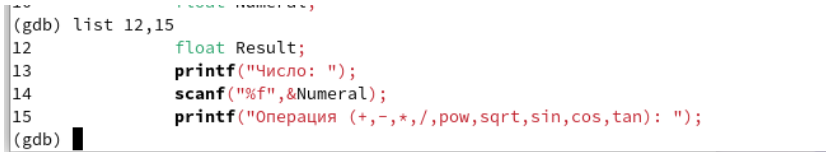 (gdb) list 12,15
12 float Result;
13 printf("Число: ");
14 scanf("%f",&Numeral);
15 printf("Операция (+,-,*,/,pow,sqrt,sin,cos,tan): ");
(gdb)